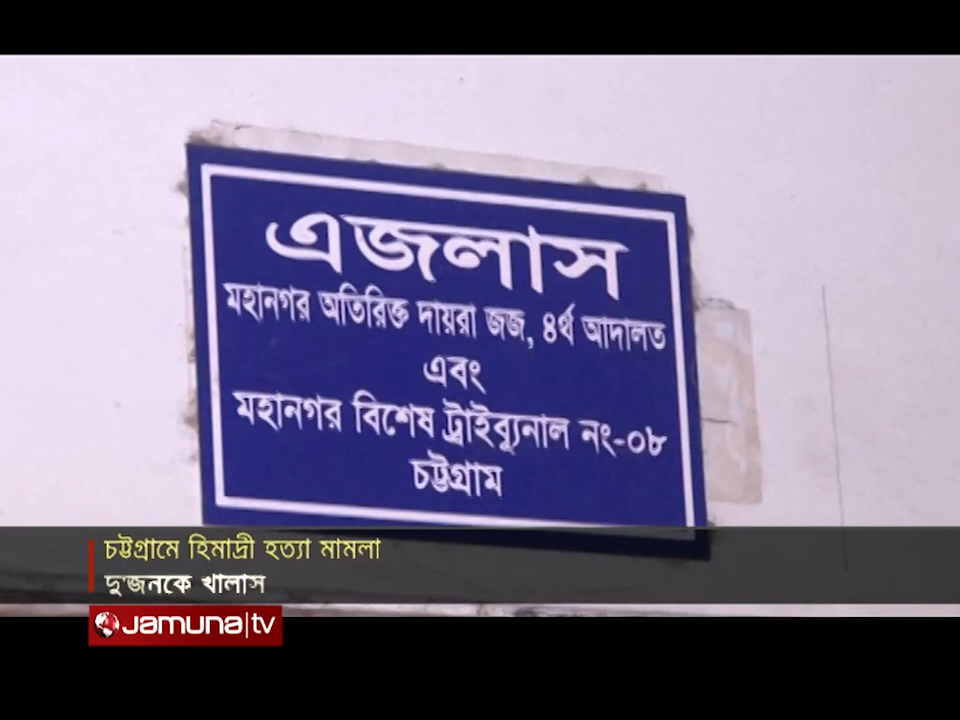 এজলাস
মহানগর অতিরিক্ত দায়রা জজ, ৪র্থ আদালত
এবং
মহানগর বিশেষ ট্রাইব্যুনাল নং-০৮
চট্টগ্রাম
চট্টগ্রামে হিমাদ্রী হত্যা মামলা
দু'জনকে খালাস
Jamuna|tv